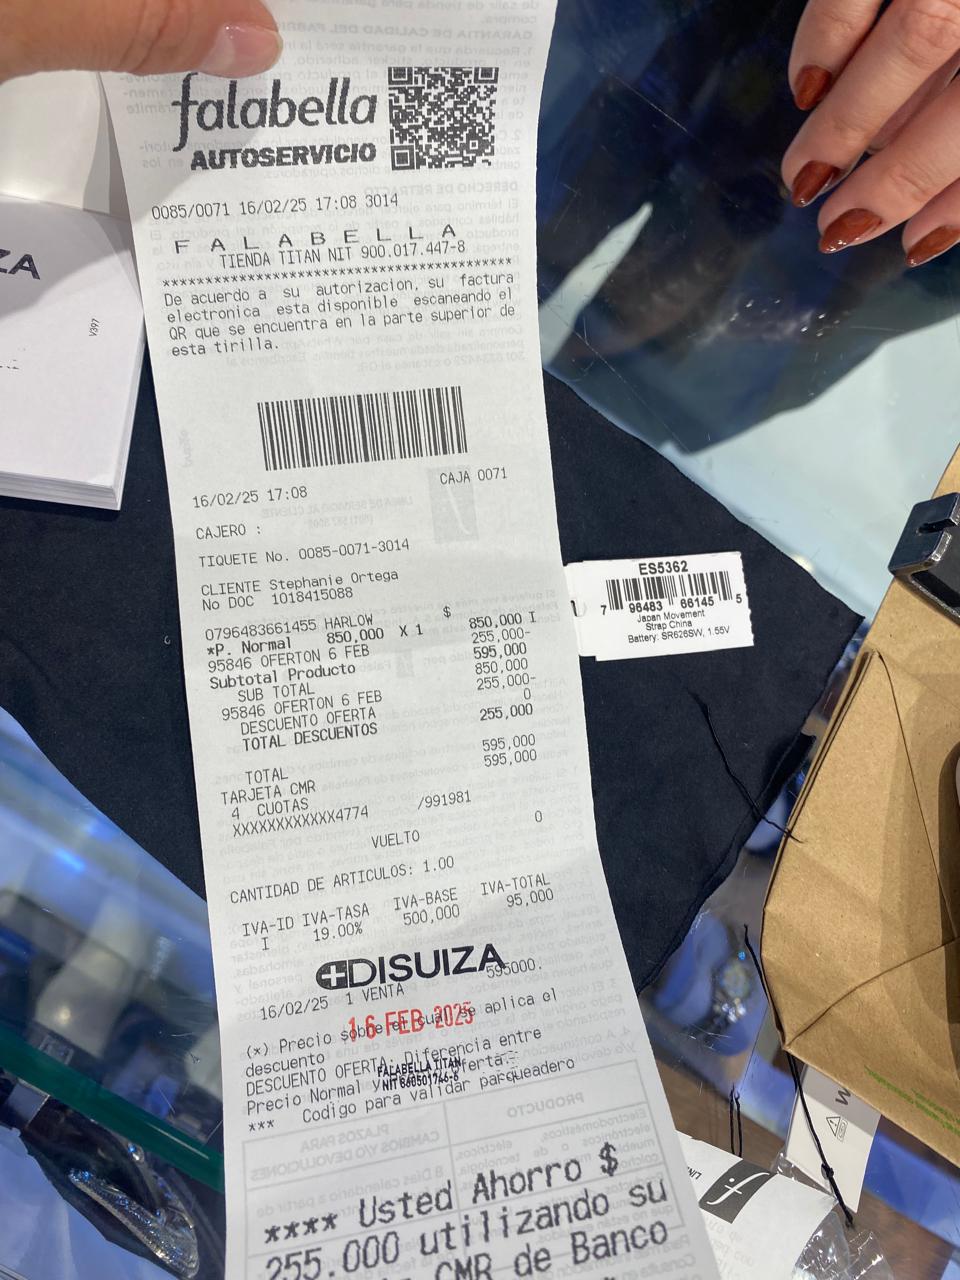 falabella
AUTOSERVICIO
0085/0071 16/02/25 17:08 3014
F A L A B E L L A
TIENDA TITAN NIT 900.017.447-8
****************************************
De acuerdo a su autorizacion, su factura
electronica esta disponible escaneando el
QR que se encuentra en la parte superior de
esta tirilla.
16/02/25 17:08 CAJA 0071
CAJERO :
TIQUETE No. 0085-0071-3014
CLIENTE Stephanie Ortega
No DOC 1018415088
$
0796483661455 HARLOW 850,000 I
*P. Normal 850,000 X 1
95846 OFERTON 6 FEB 255,000-
Subtotal Producto 595,000
SUB TOTAL 850,000
95846 OFERTON 6 FEB 255,000-
DESCUENTO OFERTA 0
TOTAL DESCUENTOS 255,000
TOTAL 595,000
TARJETA CMR 595,000
4 CUOTAS
XXXXXXXXXXXX4774 /991981
VUELTO 0
CANTIDAD DE ARTICULOS: 1.00
IVA-ID IVA-TASA IVA-BASE IVA-TOTAL
I 19.00% 500,000 95,000
DISUIZA
16/02/25 1 VENTA 595000.
16 FEB 2025
(*) Precio sobre el cual se aplica el
descuento
DESCUENTO OFERTA: Diferencia entre
Precio Normal y Oferta.
FALABELLA TITAN
*** Codigo para validar parqueadero
**** Usted Ahorro $
255.000 utilizando su
CMR de Banco
ZA
V397
ES5362
7 96483 66145 5
Japan Movement
Strap China
Battery: SR626SW, 1.55V